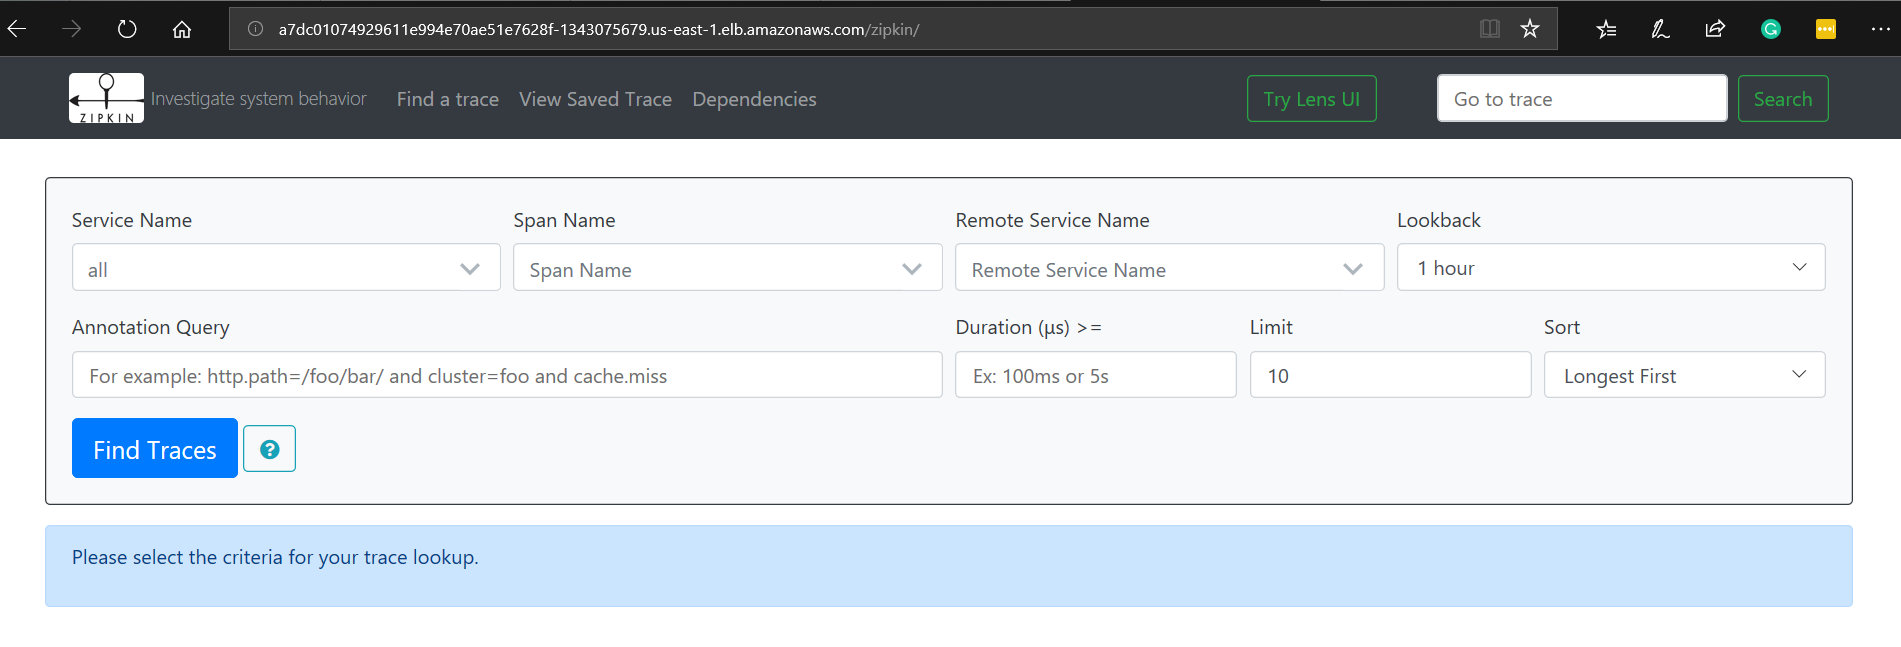 a7dc01074929611e994e70ae51e7628f-1343075679.us-east-1.elb.amazonaws.com/zipkin/
ZIPKIN Investigate system behavior Find a trace View Saved Trace Dependencies Try Lens UI Go to trace Search
Service Name Span Name Remote Service Name Lookback
all Span Name Remote Service Name 1 hour
Annotation Query Duration (μs) >= Limit Sort
For example: http.path=/foo/bar/ and cluster=foo and cache.miss Ex: 100ms or 5s 10 Longest First
Find Traces
Please select the criteria for your trace lookup.